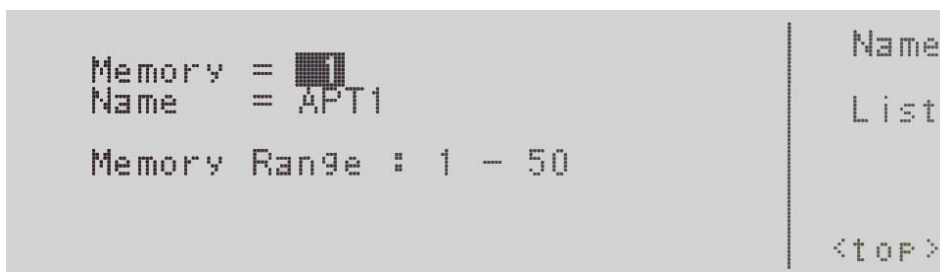 Memory = 1
Name = APT1
Memory Range : 1 - 50
Name
List
<top>